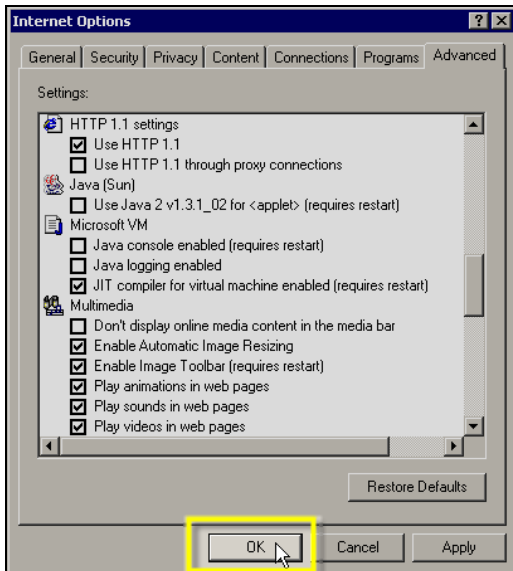 Internet Options
General Security Privacy Content Connections Programs Advanced
Settings:
HTTP 1.1 settings
Use HTTP 1.1
Use HTTP 1.1 through proxy connections
Java (Sun)
Use Java 2 v1.3.1_02 for <applet> (requires restart)
Microsoft VM
Java console enabled (requires restart)
Java logging enabled
JIT compiler for virtual machine enabled (requires restart)
Multimedia
Don't display online media content in the media bar
Enable Automatic Image Resizing
Enable Image Toolbar (requires restart)
Play animations in web pages
Play sounds in web pages
Play videos in web pages
Restore Defaults
OK Cancel Apply